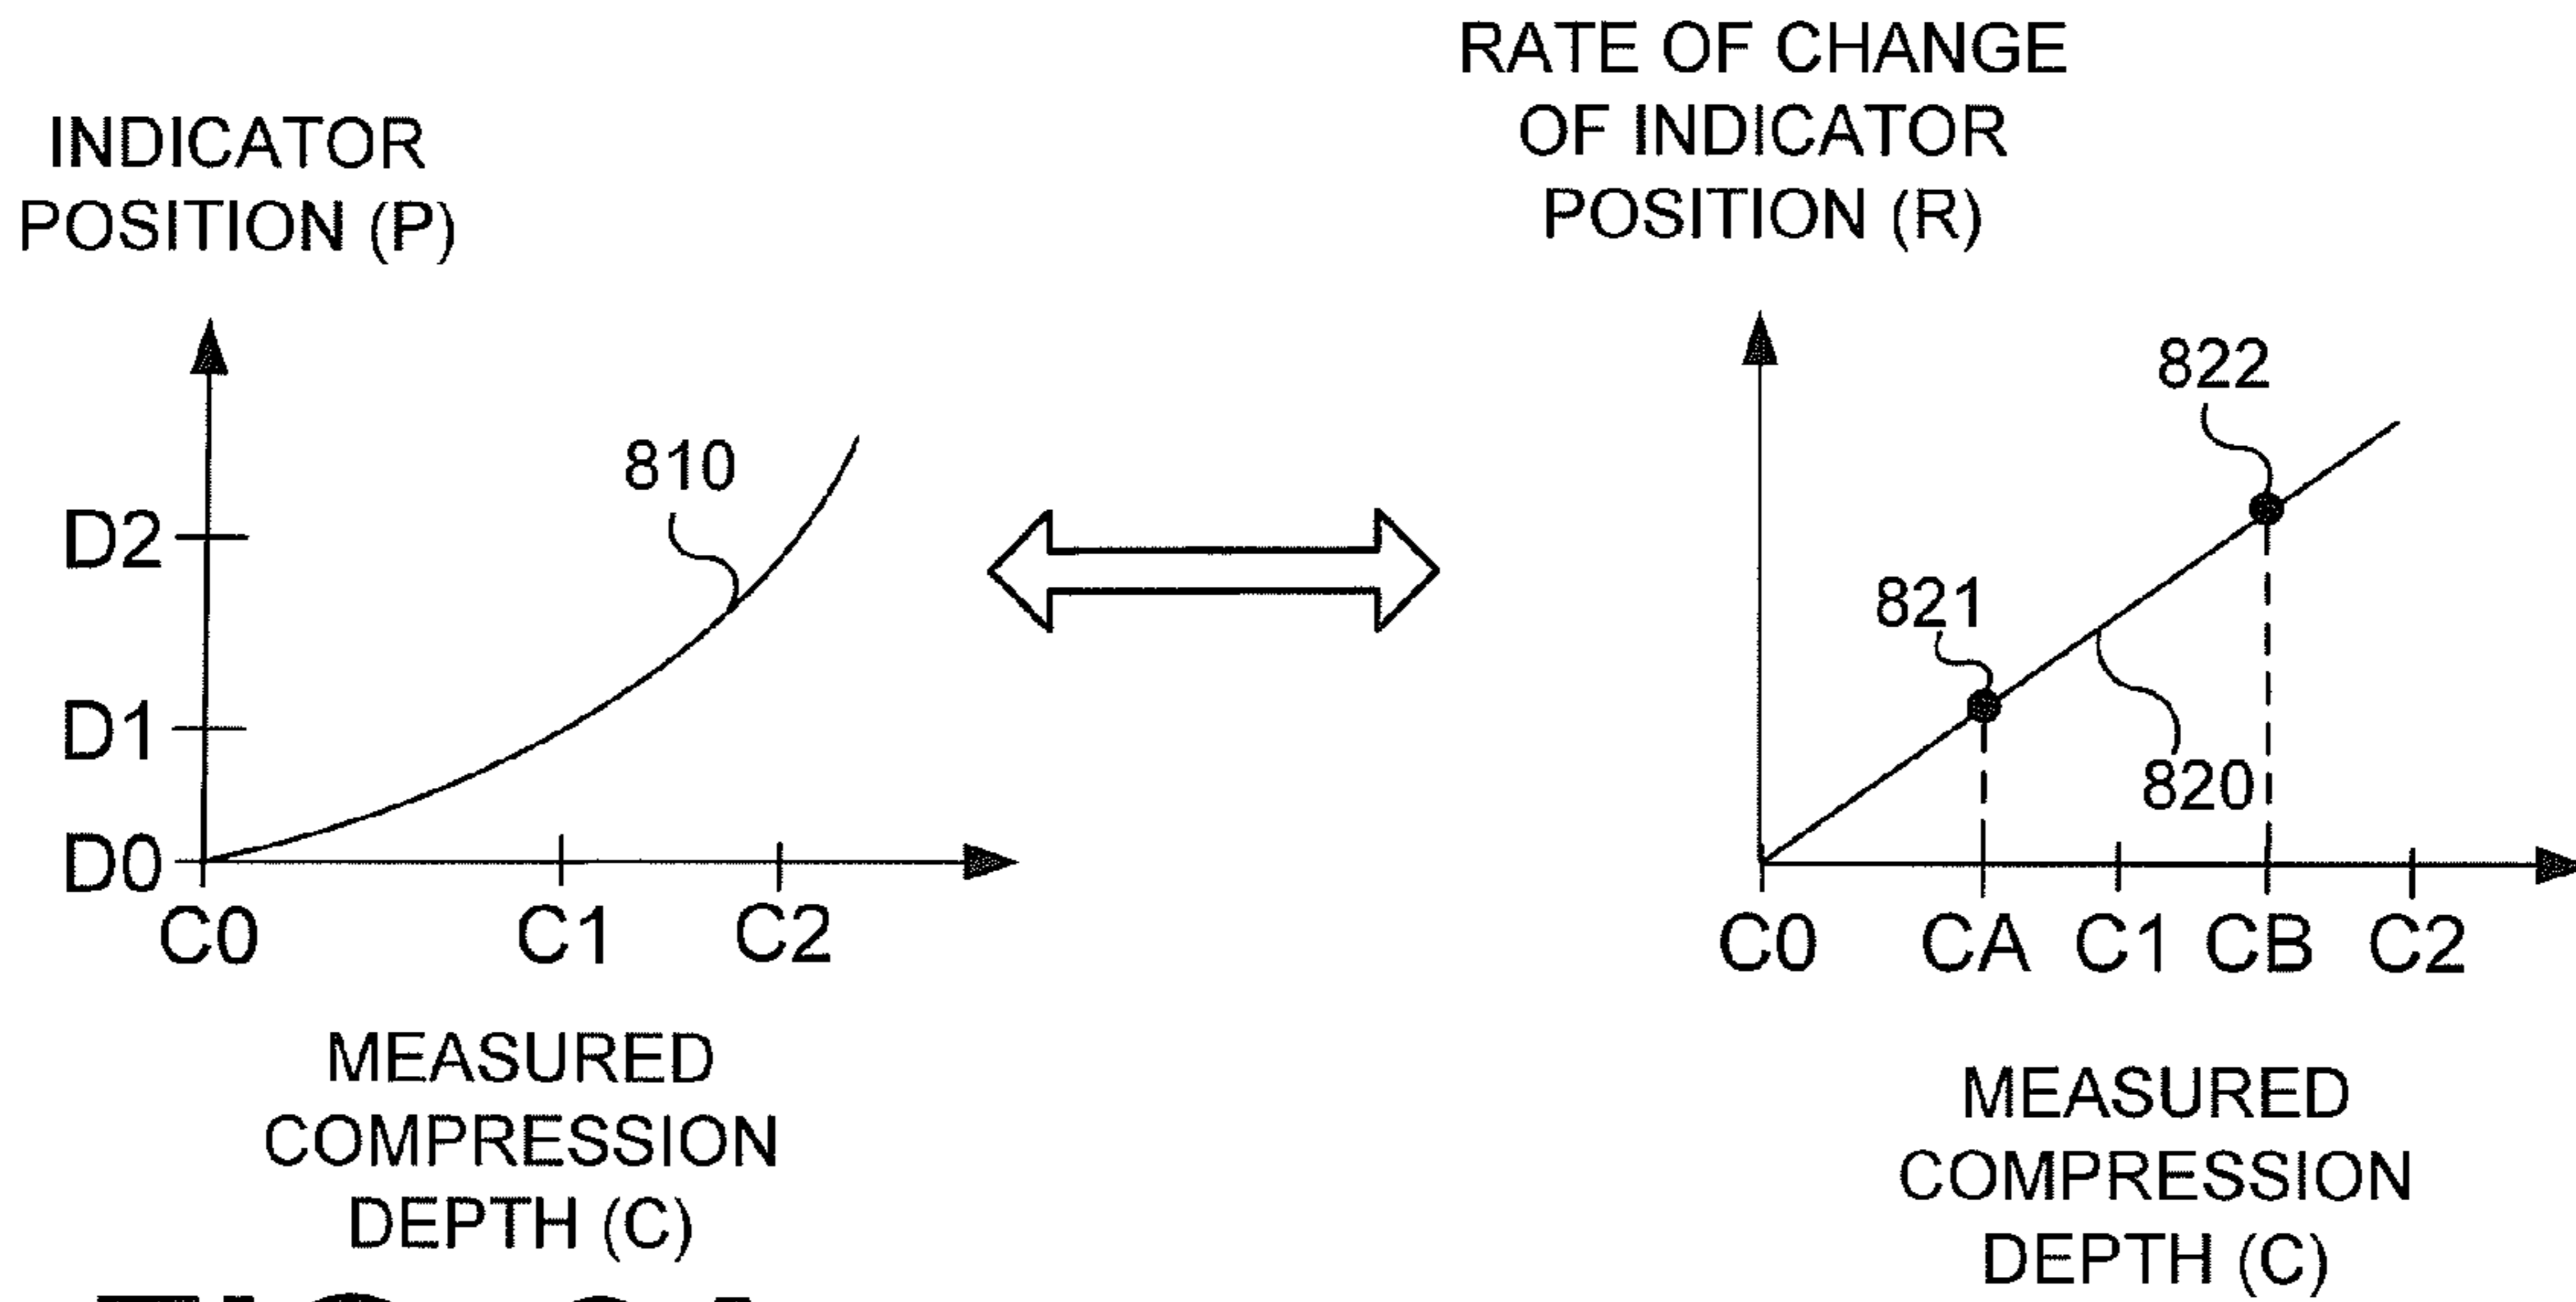 INDICATOR
POSITION (P)
810
D2
D1
D0
C0
C1
C2
MEASURED
COMPRESSION
DEPTH (C)
RATE OF CHANGE
OF INDICATOR
POSITION (R)
822
821
820
C0
CA
C1
CB
C2
MEASURED
COMPRESSION
DEPTH (C)